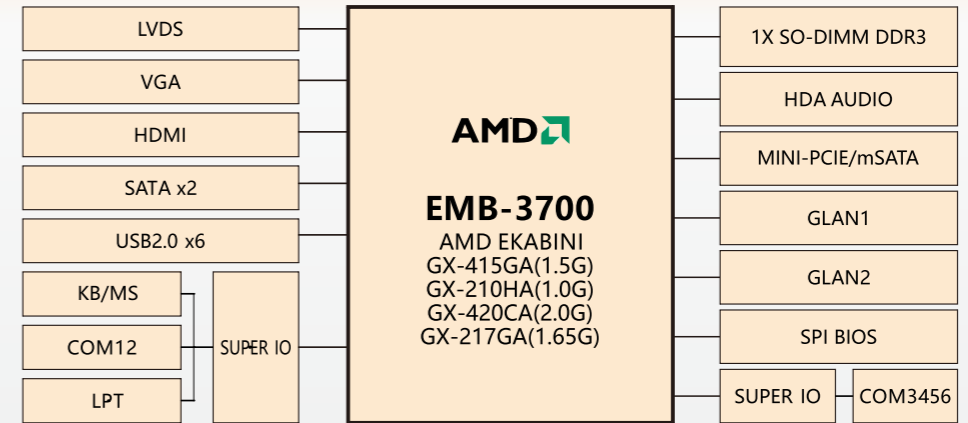 LVDS
VGA
HDMI
SATA x2
USB2.0 x6
KB/MS
COM12
LPT
SUPER IO
AMD
EMB-3700
AMD EKABINI
GX-415GA(1.5G)
GX-210HA(1.0G)
GX-420CA(2.0G)
GX-217GA(1.65G)
1X SO-DIMM DDR3
HDA AUDIO
MINI-PCIE/mSATA
GLAN1
GLAN2
SPI BIOS
SUPER IO
COM3456